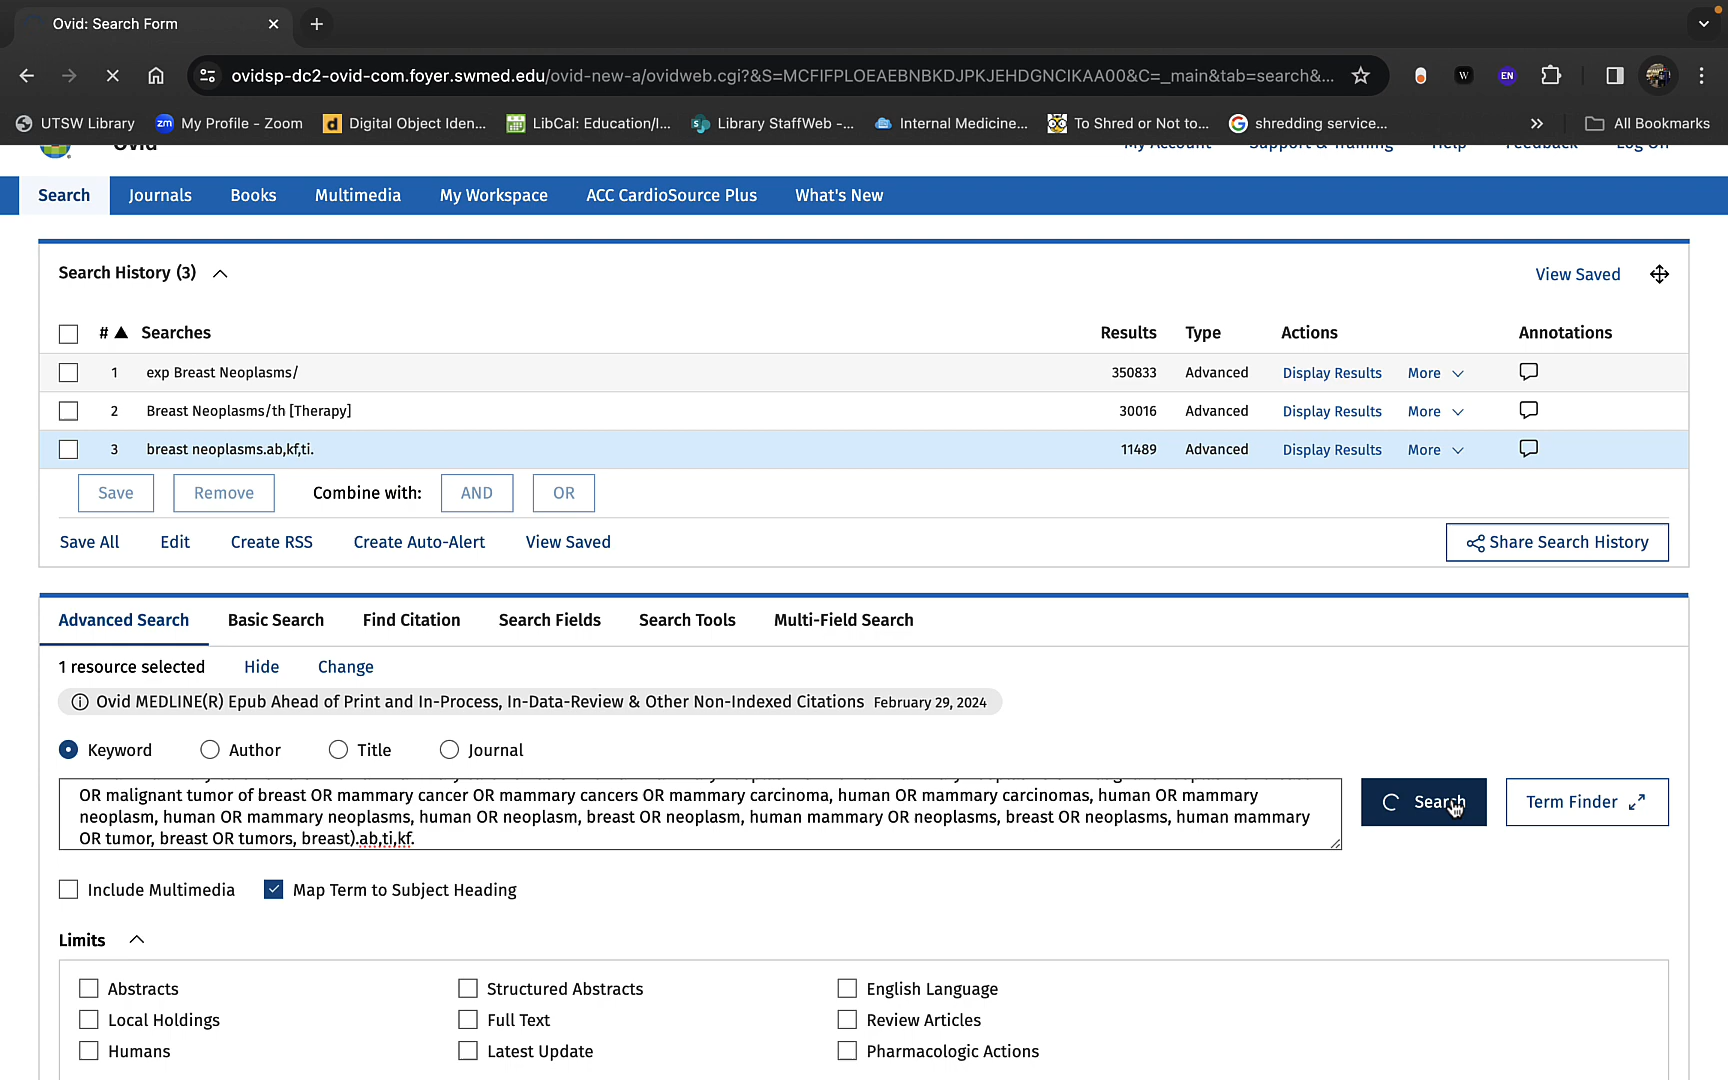 Ovid: Search Form
ovidsp-dc2-ovid-com.foyer.swmed.edu/ovid-new-a/ovidweb.cgi?&S=MCFIFPLOEAEBNBKDJPKJEHDGNCIKAA00&C=_main&tab=search&...
W
EN
UTSW Library
zm My Profile - Zoom
Digital Object Iden...
LibCal: Education/I...
Library StaffWeb -...
Internal Medicine...
To Shred or Not to...
shredding service...
All Bookmarks
Ovid
My Account Support & Training Help Feedback Log Off
Search Journals Books Multimedia My Workspace ACC CardioSource Plus What's New
Search History (3)
View Saved
# ▲ Searches Results Type Actions Annotations
1 exp Breast Neoplasms/ 350833 Advanced Display Results More
2 Breast Neoplasms/th [Therapy] 30016 Advanced Display Results More
3 breast neoplasms.ab,kf,ti. 11489 Advanced Display Results More
Save Remove Combine with: AND OR
Save All Edit Create RSS Create Auto-Alert View Saved
Share Search History
Advanced Search Basic Search Find Citation Search Fields Search Tools Multi-Field Search
1 resource selected Hide Change
Ovid MEDLINE(R) Epub Ahead of Print and In-Process, In-Data-Review & Other Non-Indexed Citations February 29, 2024
Keyword Author Title Journal
OR malignant tumor of breast OR mammary cancer OR mammary cancers OR mammary carcinoma, human OR mammary carcinomas, human OR mammary
neoplasm, human OR mammary neoplasms, human OR neoplasm, breast OR neoplasm, human mammary OR neoplasms, breast OR neoplasms, human mammary
OR tumor, breast OR tumors, breast).ab,ti,kf.
Search
Term Finder
Include Multimedia Map Term to Subject Heading
Limits
Abstracts Structured Abstracts English Language
Local Holdings Full Text Review Articles
Humans Latest Update Pharmacologic Actions